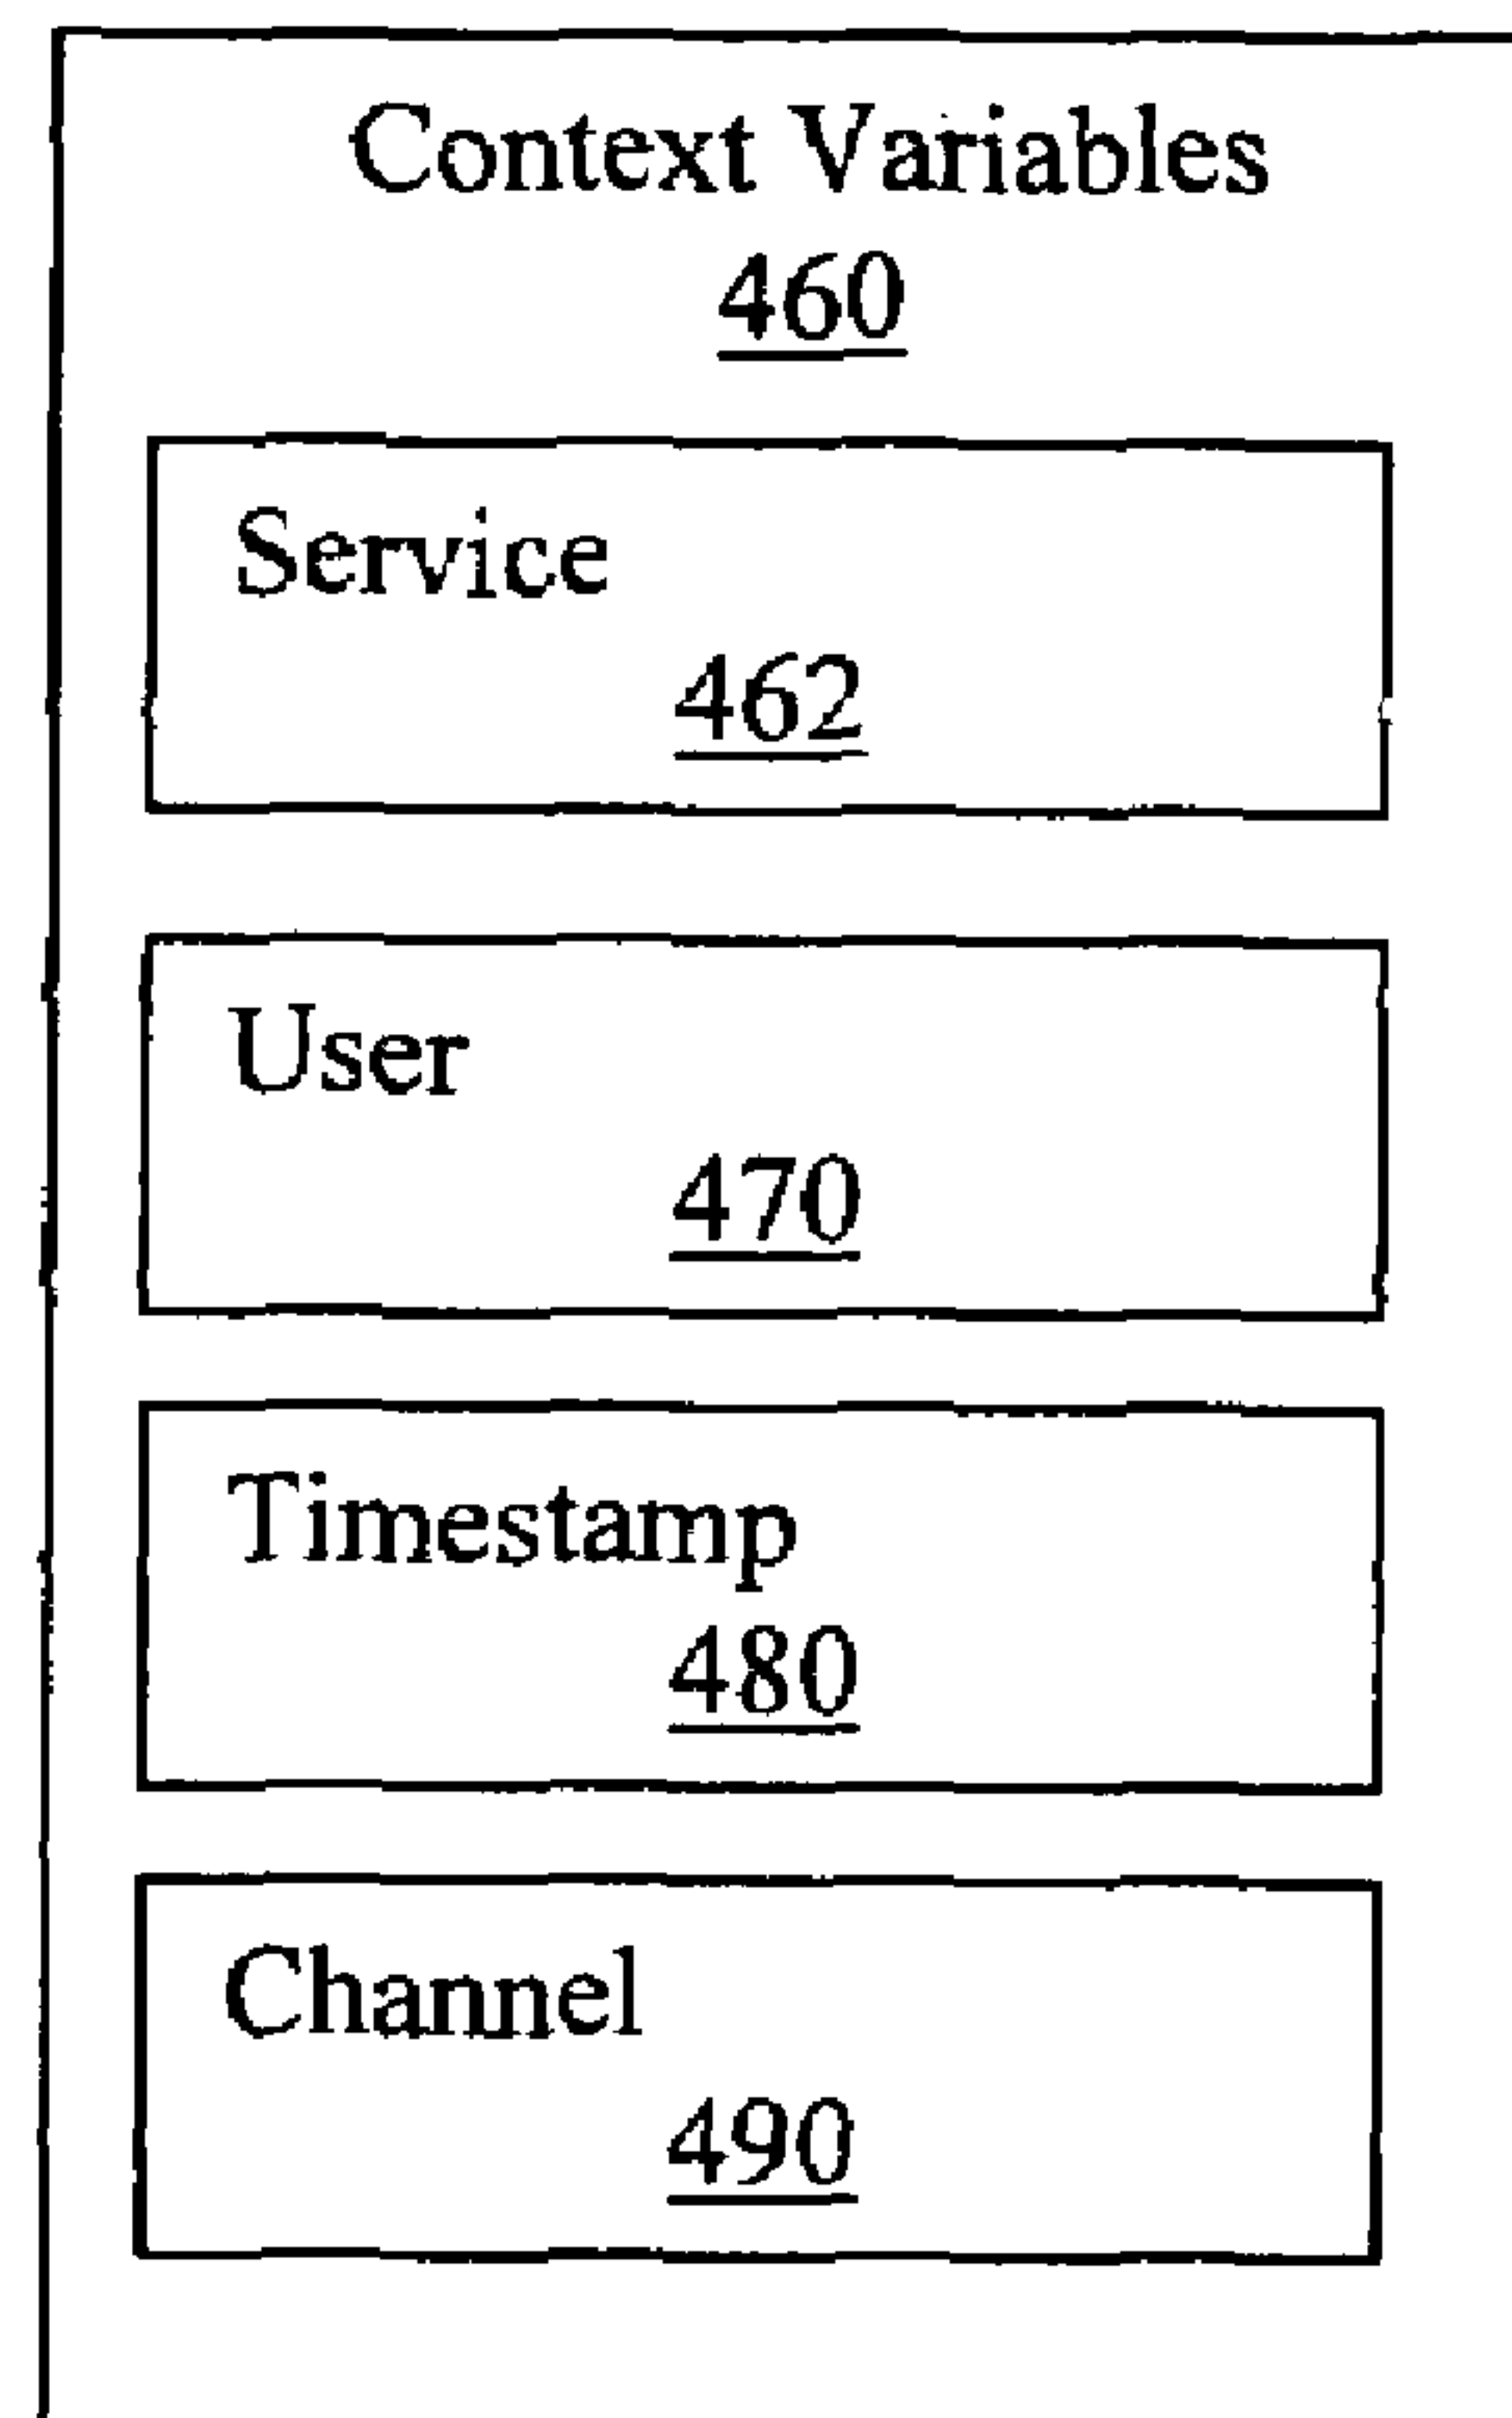 Context Variables
460
Service
462
User
470
Timestamp
480
Channel
490